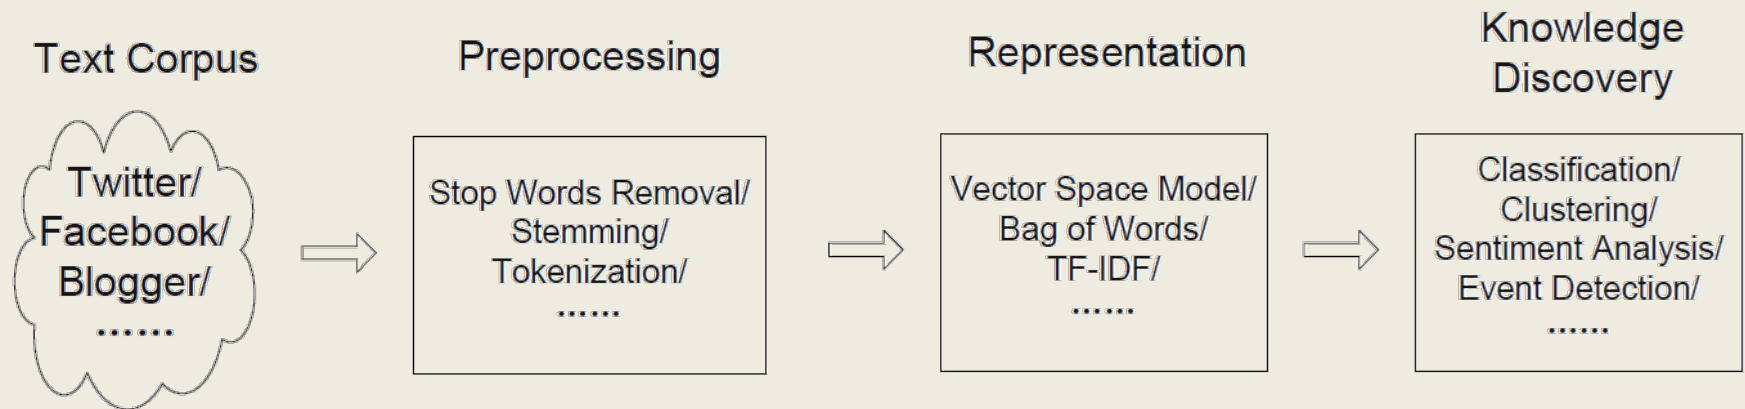 Text Corpus
Twitter/
Facebook/
Blogger/
......
Preprocessing
Stop Words Removal/
Stemming/
Tokenization/
......
Representation
Vector Space Model/
Bag of Words/
TF-IDF/
......
Knowledge
Discovery
Classification/
Clustering/
Sentiment Analysis/
Event Detection/
......